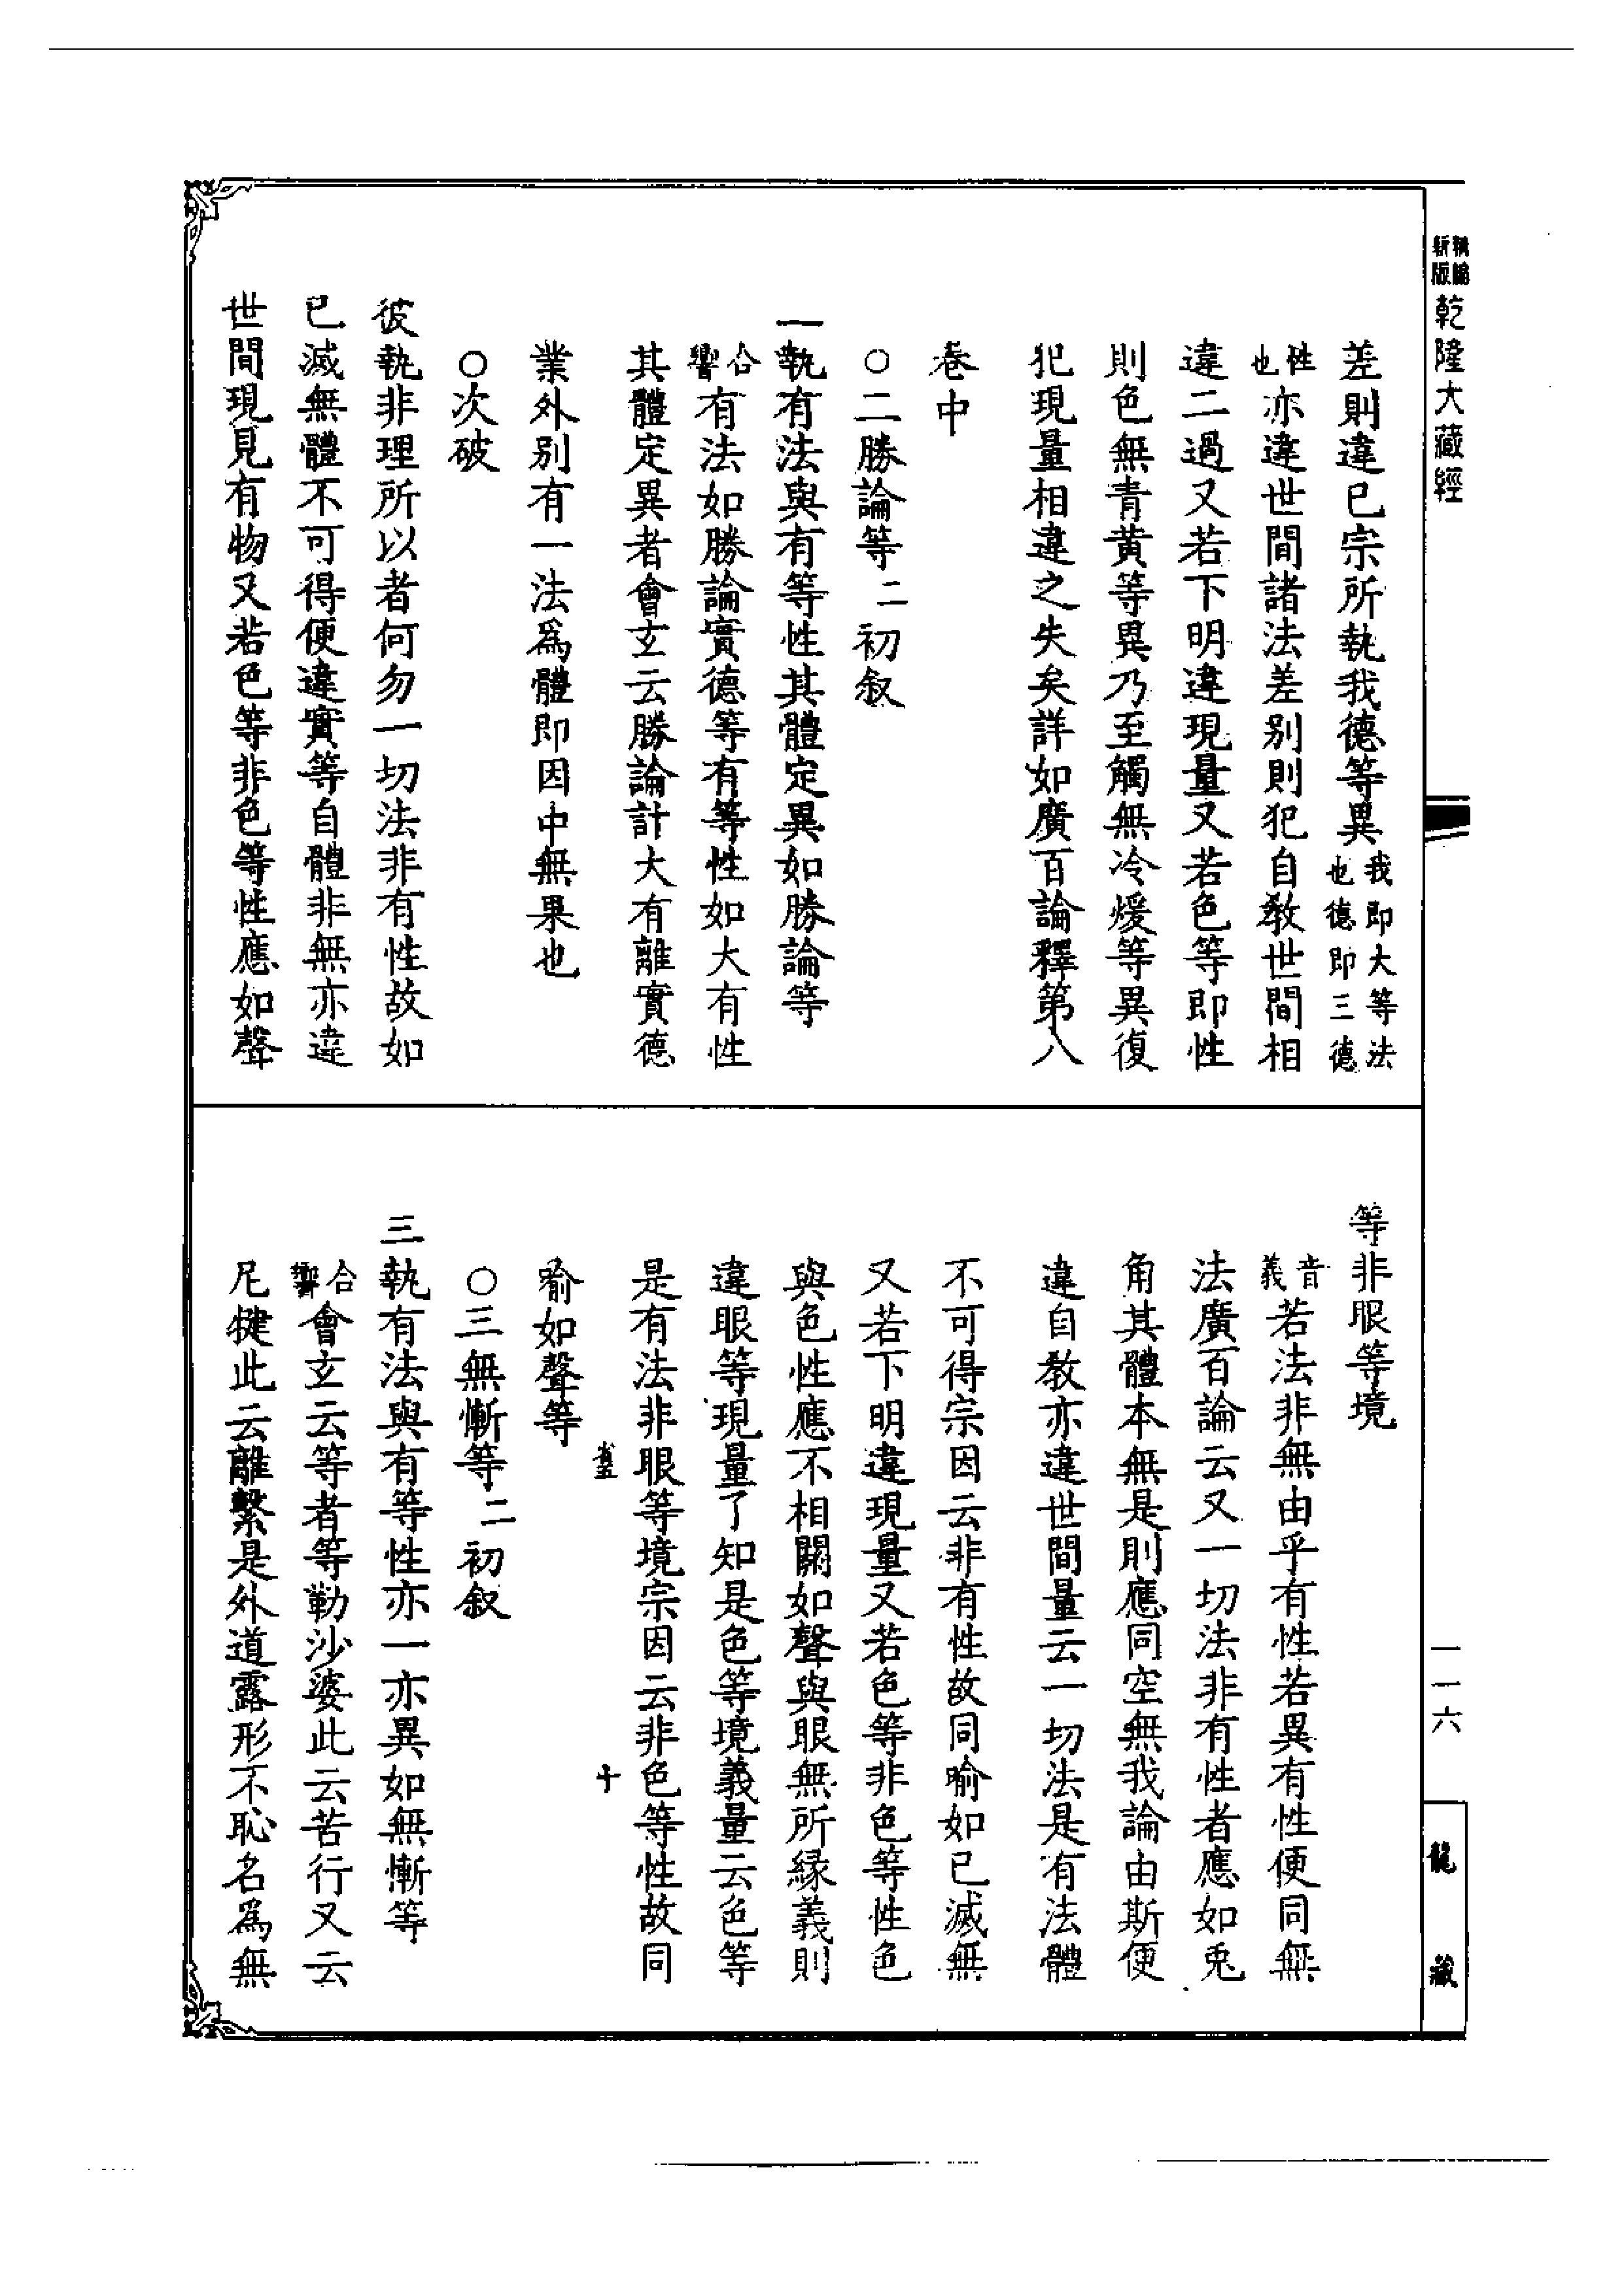 新編
新版
乾隆大藏經
差則違已宗所執我德等異我即大等法也德即三德
性也亦違世間諸法差别則犯自教世間相
違二過又若下明違現量又若色等即性
則色無青黄等異乃至觸無冷煖等異復
犯現量相違之失矣詳如廣百論釋第八
卷中
○二勝論等二初叙
一執有法與有等性其體定異如勝論等
合響有法如勝論實德等有等性如大有性
其體定異者會玄云勝論計大有離實德
業外别有一法爲體即因中無果也
○次破
彼執非理所以者何勿一切法非有性故如
已滅無體不可得便違實等自體非無亦違
世間現見有物又若色等非色等性應如聲
等非眼等境
音義若法非無由乎有性若異有性便同無
法廣百論云又一切法非有性者應如兎
角其體本無是則應同空無我論由斯便
違自教亦違世間量云一切法是有法體
不可得宗因云非有性故同喻如已滅無
又若下明違現量又若色等非色等性色
與色性應不相關如聲與眼無所緣義則
違眼等現量了知是色等境義量云色等
是有法非眼等境宗因云非色等性故同
十
喻如聲等
○三無慚等二初叙
三執有法與有等性亦一亦異如無慚等
合響會玄云等者等勒沙婆此云苦行又云
尼犍此云離繫是外道露形不恥名爲無
一一六
龍藏